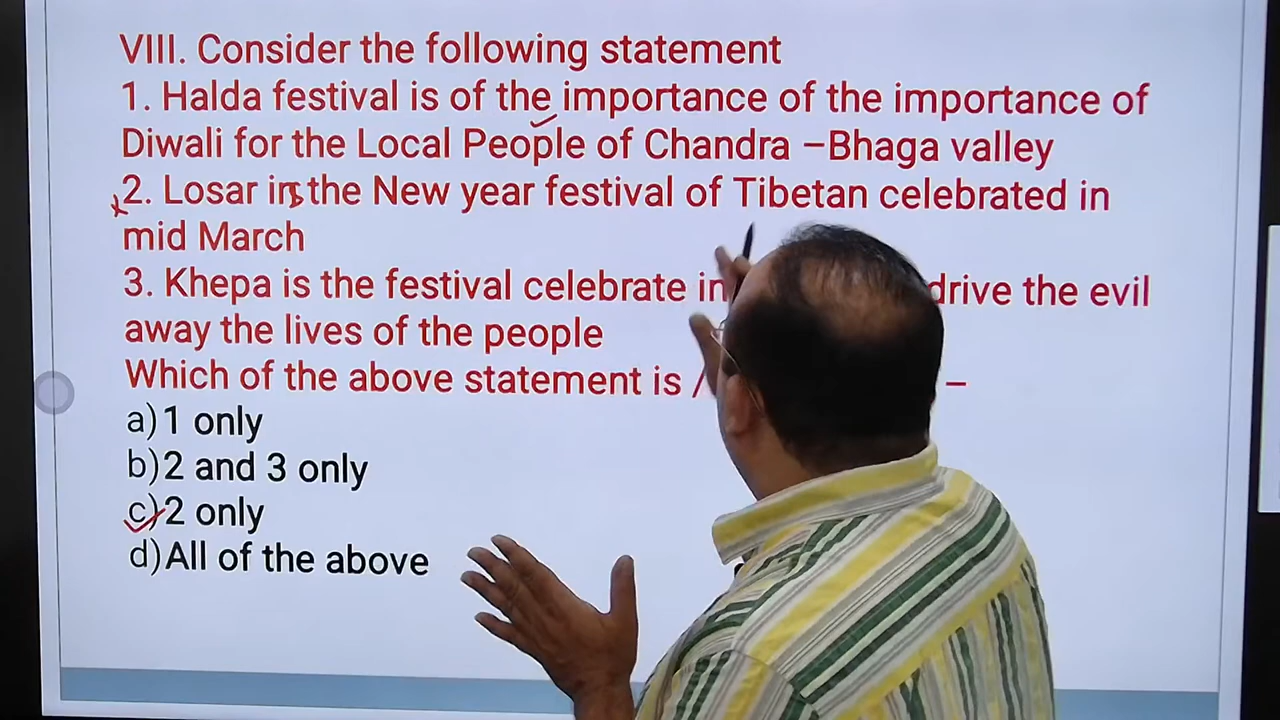 VIII. Consider the following statement
1. Halda festival is of the importance of the importance of
Diwali for the Local People of Chandra –Bhaga valley
2. Losar in is the New year festival of Tibetan celebrated in
mid March
3. Khepa is the festival celebrate in drive the evil
away the lives of the people
Which of the above statement is / –
a) 1 only
b) 2 and 3 only
c) 2 only
d) All of the above